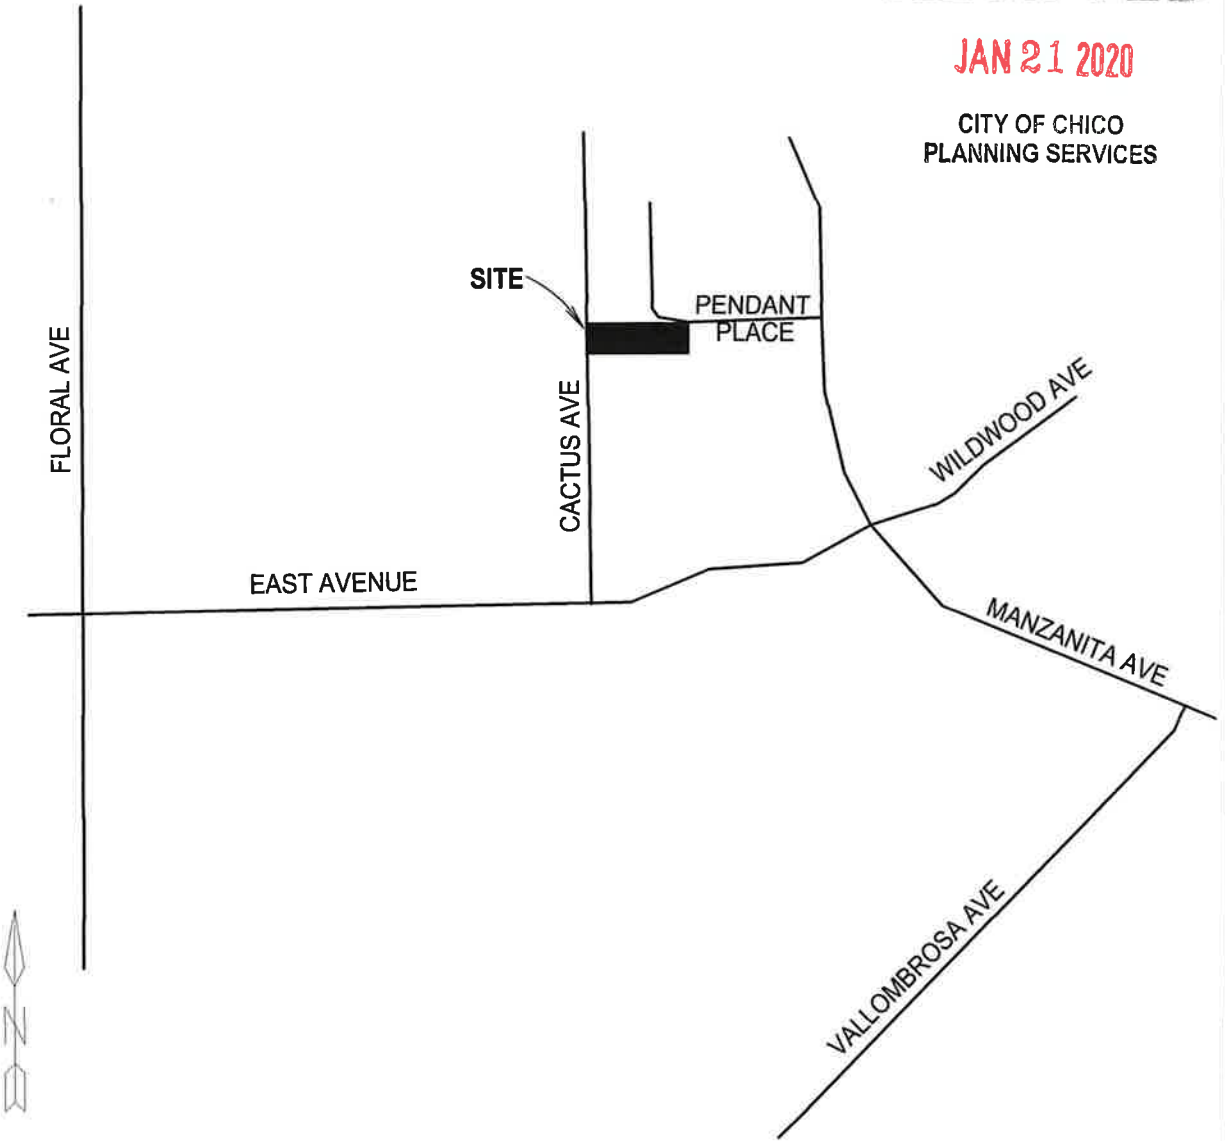 JAN 21 2020
CITY OF CHICO
PLANNING SERVICES
SITE
PENDANT
PLACE
FLORAL AVE
CACTUS AVE
WILDWOOD AVE
EAST AVENUE
MANZANITA AVE
VALLOMBROSA AVE
N